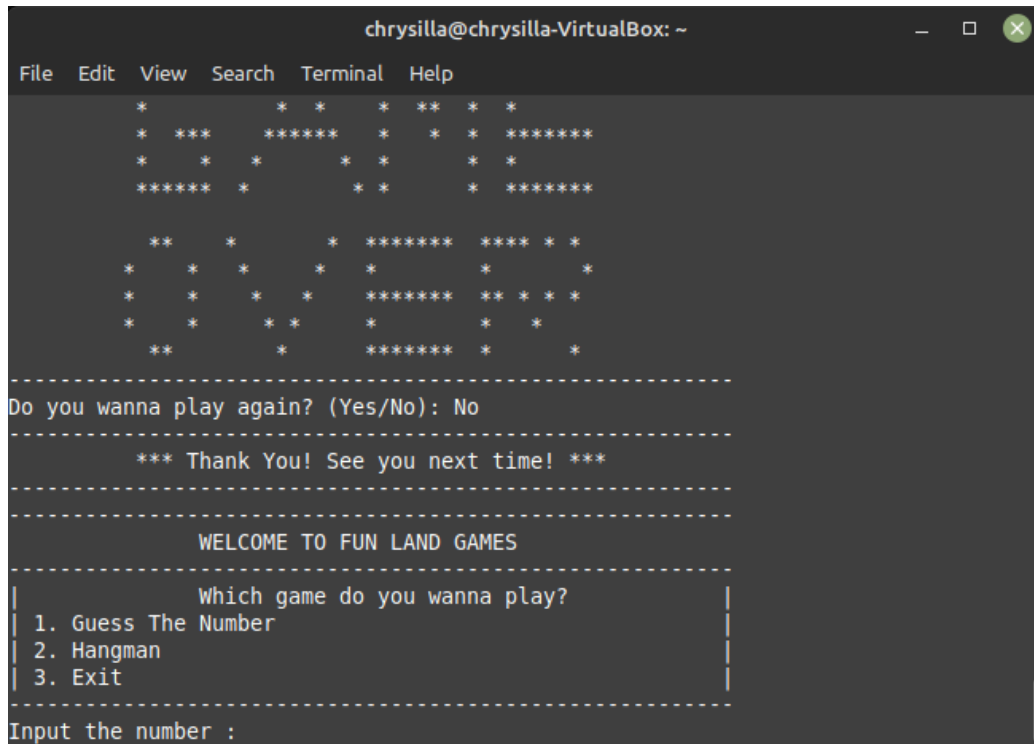 chrysilla@chrysilla-VirtualBox: ~
File Edit View Search Terminal Help
*          *  *    *  **  *  *
*  ***    ******   *   *  *  *******
*    *   *      *  *      *  *
******  *        * *      *  *******
  **    *       *  *******  **** * *
*    *   *     *   *        *       *
*    *    *   *    *******  ** * * *
*    *     * *     *        *   *
  **        *      *******  *      *
---------------------------------------------------------
Do you wanna play again? (Yes/No): No
---------------------------------------------------------
*** Thank You! See you next time! ***
---------------------------------------------------------
---------------------------------------------------------
WELCOME TO FUN LAND GAMES
---------------------------------------------------------
| Which game do you wanna play? |
| 1. Guess The Number |
| 2. Hangman |
| 3. Exit |
---------------------------------------------------------
Input the number :